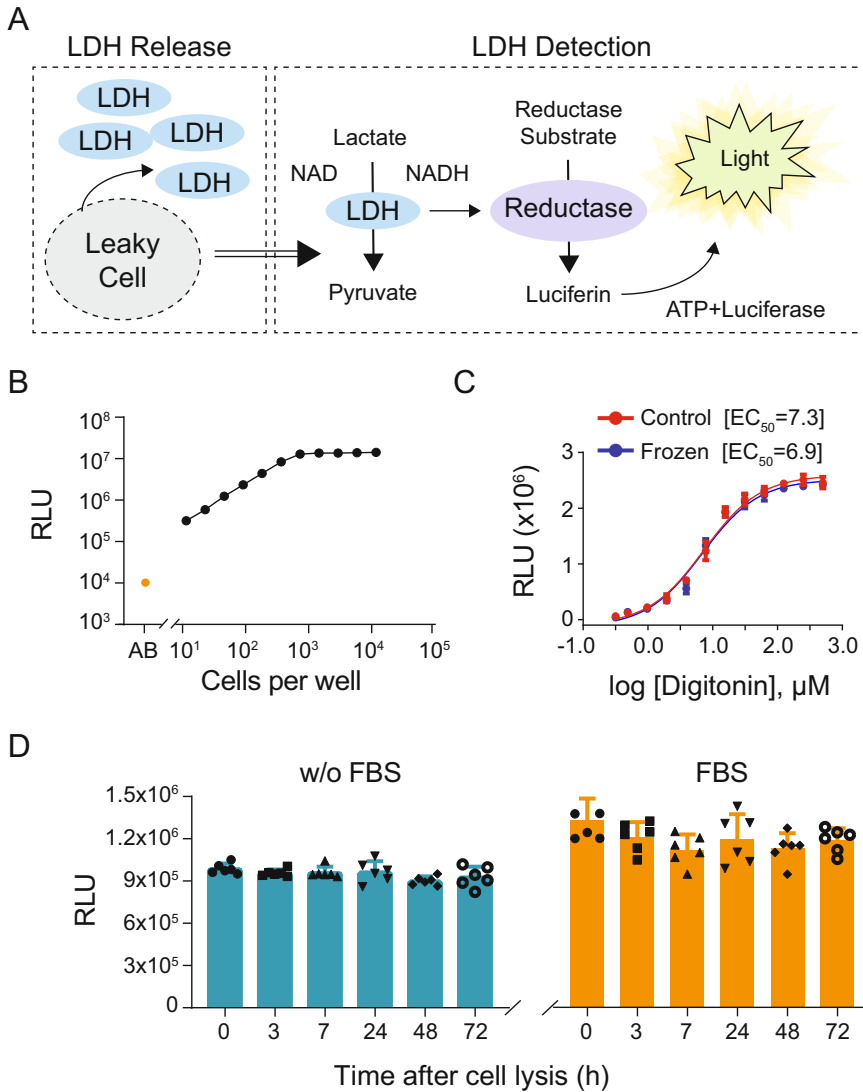 A
LDH Release
LDH Detection
LDH
LDH
LDH
LDH
Leaky
Cell
Lactate
NAD
NADH
LDH
Pyruvate
Reductase
Substrate
Reductase
Luciferin
Light
ATP+Luciferase
B
RLU
10⁸
10⁷
10⁶
10⁵
10⁴
10³
AB
10¹
10²
10³
10⁴
10⁵
Cells per well
C
Control [EC₅₀=7.3]
Frozen [EC₅₀=6.9]
RLU (x10⁶)
3
2
1
0
-1.0
0.0
1.0
2.0
3.0
log [Digitonin], μM
D
w/o FBS
FBS
RLU
1.5x10⁶
1.2x10⁶
9x10⁵
6x10⁵
3x10⁵
0
0 3 7 24 48 72
0 3 7 24 48 72
Time after cell lysis (h)